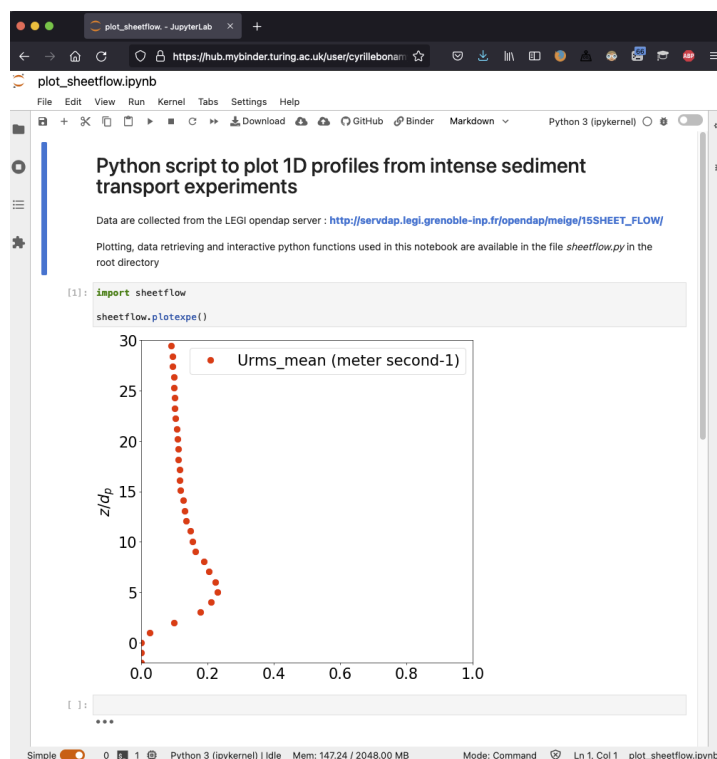 plot_sheetflow. - JupyterLab
https://hub.mybinder.turing.ac.uk/user/cyrillebonam
66
ABP
plot_sheetflow.ipynb
File Edit View Run Kernel Tabs Settings Help
Download GitHub Binder Markdown Python 3 (ipykernel)
Python script to plot 1D profiles from intense sediment
transport experiments
Data are collected from the LEGI opendap server : http://servdap.legi.grenoble-inp.fr/opendap/meige/15SHEET_FLOW/
Plotting, data retrieving and interactive python functions used in this notebook are available in the file sheetflow.py in the
root directory
[1]: import sheetflow
sheetflow.plotexpe()
30
Urms_mean (meter second-1)
25
20
z/dp
15
10
5
0
0.0 0.2 0.4 0.6 0.8 1.0
[ ]:
Simple 0 1 Python 3 (ipykernel) | Idle Mem: 147.24 / 2048.00 MB Mode: Command Ln 1, Col 1 plot_sheetflow.ipynb